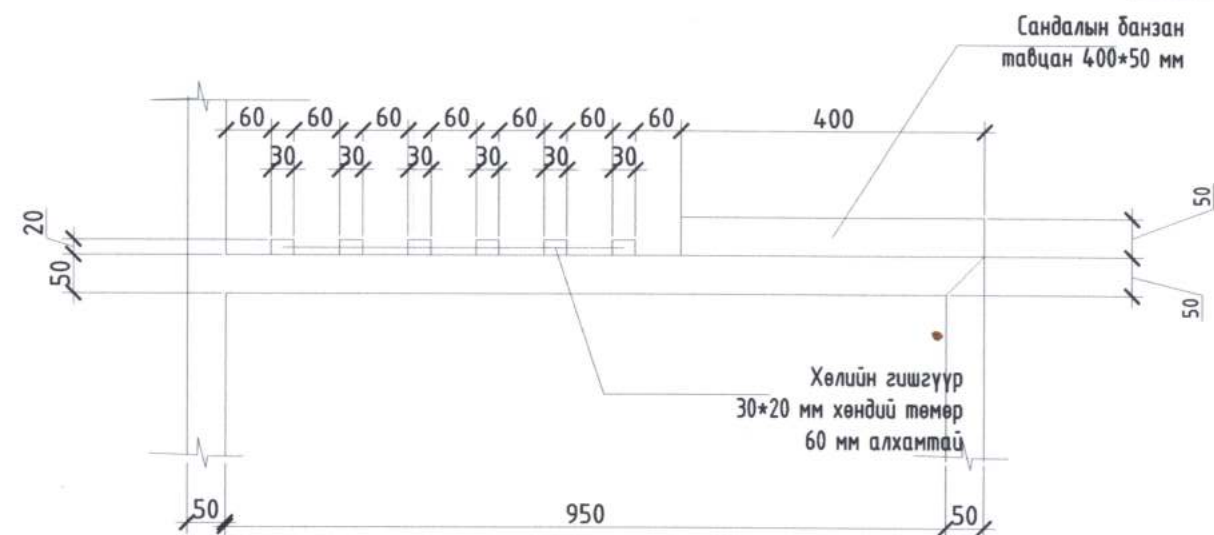 Сандалын банзан
тавцан 400*50 мм
60 60 60 60 60 60 60 400
30 30 30 30 30 30
20
50
50
50
Хөлийн гишгүүр
30*20 мм хөндий төмөр
60 мм алхамтай
50 950 50